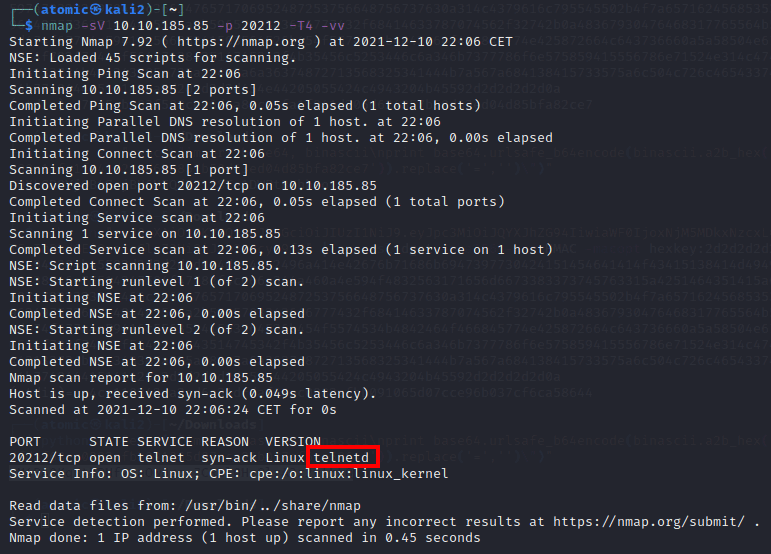 ┌──(atomic㉿kali2)-[~]
└─$ nmap -sV 10.10.185.85 -p 20212 -T4 -vv
Starting Nmap 7.92 ( https://nmap.org ) at 2021-12-10 22:06 CET
NSE: Loaded 45 scripts for scanning.
Initiating Ping Scan at 22:06
Scanning 10.10.185.85 [2 ports]
Completed Ping Scan at 22:06, 0.05s elapsed (1 total hosts)
Initiating Parallel DNS resolution of 1 host. at 22:06
Completed Parallel DNS resolution of 1 host. at 22:06, 0.00s elapsed
Initiating Connect Scan at 22:06
Scanning 10.10.185.85 [1 port]
Discovered open port 20212/tcp on 10.10.185.85
Completed Connect Scan at 22:06, 0.05s elapsed (1 total ports)
Initiating Service scan at 22:06
Scanning 1 service on 10.10.185.85
Completed Service scan at 22:06, 0.13s elapsed (1 service on 1 host)
NSE: Script scanning 10.10.185.85.
NSE: Starting runlevel 1 (of 2) scan.
Initiating NSE at 22:06
Completed NSE at 22:06, 0.00s elapsed
NSE: Starting runlevel 2 (of 2) scan.
Initiating NSE at 22:06
Completed NSE at 22:06, 0.00s elapsed
Nmap scan report for 10.10.185.85
Host is up, received syn-ack (0.049s latency).
Scanned at 2021-12-10 22:06:24 CET for 0s
PORT STATE SERVICE REASON VERSION
20212/tcp open telnet syn-ack Linux telnetd
Service Info: OS: Linux; CPE: cpe:/o:linux:linux_kernel
Read data files from: /usr/bin/../share/nmap
Service detection performed. Please report any incorrect results at https://nmap.org/submit/ .
Nmap done: 1 IP address (1 host up) scanned in 0.45 seconds